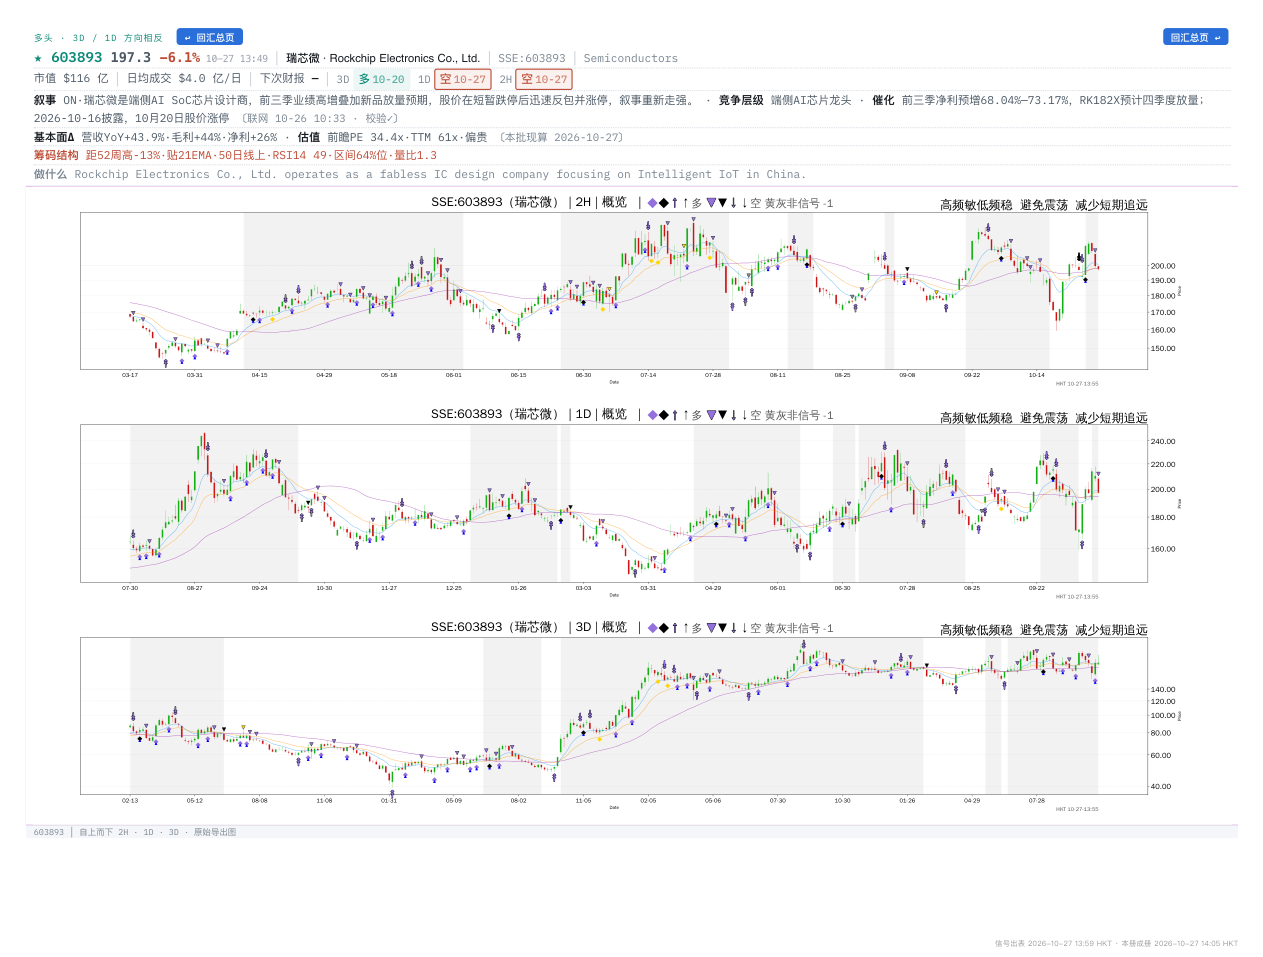 多头 · 3D / 1D 方向相反 ↩ 回汇总页 回汇总页 ↩
★ 603893 197.3 −6.1% 10-27 13:49 │ 瑞芯微 · Rockchip Electronics Co., Ltd. │ SSE:603893 │ Semiconductors
市值 $116 亿 │ 日均成交 $4.0 亿/日 │ 下次财报 — │ 3D 多 10-20 1D 空 10-27 2H 空 10-27
叙事 ON·瑞芯微是端侧AI SoC芯片设计商，前三季业绩高增叠加新品放量预期，股价在短暂跌停后迅速反包并涨停，叙事重新走强。 · 竞争层级 端侧AI芯片龙头 · 催化 前三季净利预增68.04%—73.17%，RK182X预计四季度放量；
2026-10-16披露，10月20日股价涨停 〔联网 10-26 10:33 · 校验✓〕
基本面Δ 营收YoY+43.9%·毛利+44%·净利+26% · 估值 前瞻PE 34.4x·TTM 61x·偏贵 〔本批现算 2026-10-27〕
筹码结构 距52周高-13%·贴21EMA·50日线上·RSI14 49·区间64%位·量比1.3
做什么 Rockchip Electronics Co., Ltd. operates as a fabless IC design company focusing on Intelligent IoT in China.
SSE:603893（瑞芯微）| 2H | 概览 | ◆◆↑↑多 ▼▼↓↓空 黄灰非信号 -1 高频敏低频稳 避免震荡 减少短期追远
200.00
190.00
180.00
170.00
160.00
150.00
Price
03-17 03-31 04-15 04-29 05-18 06-01 06-15 06-30 07-14 07-28 08-11 08-25 09-08 09-22 10-14
Date
HKT 10-27-13:55
SSE:603893（瑞芯微）| 1D | 概览 | ◆◆↑↑多 ▼▼↓↓空 黄灰非信号 -1 高频敏低频稳 避免震荡 减少短期追远
240.00
220.00
200.00
180.00
160.00
Price
07-30 08-27 09-24 10-30 11-27 12-25 01-26 03-03 03-31 04-29 06-01 06-30 07-28 08-25 09-22
Date
HKT 10-27-13:55
SSE:603893（瑞芯微）| 3D | 概览 | ◆◆↑↑多 ▼▼↓↓空 黄灰非信号 -1 高频敏低频稳 避免震荡 减少短期追远
140.00
120.00
100.00
80.00
60.00
40.00
Price
02-13 05-12 08-08 11-08 01-31 05-09 08-02 11-05 02-05 05-06 07-30 10-30 01-26 04-29 07-28
Date
HKT 10-27-13:55
603893 │ 自上而下 2H · 1D · 3D · 原始导出图
信号出表 2026-10-27 13:59 HKT · 本册成册 2026-10-27 14:05 HKT